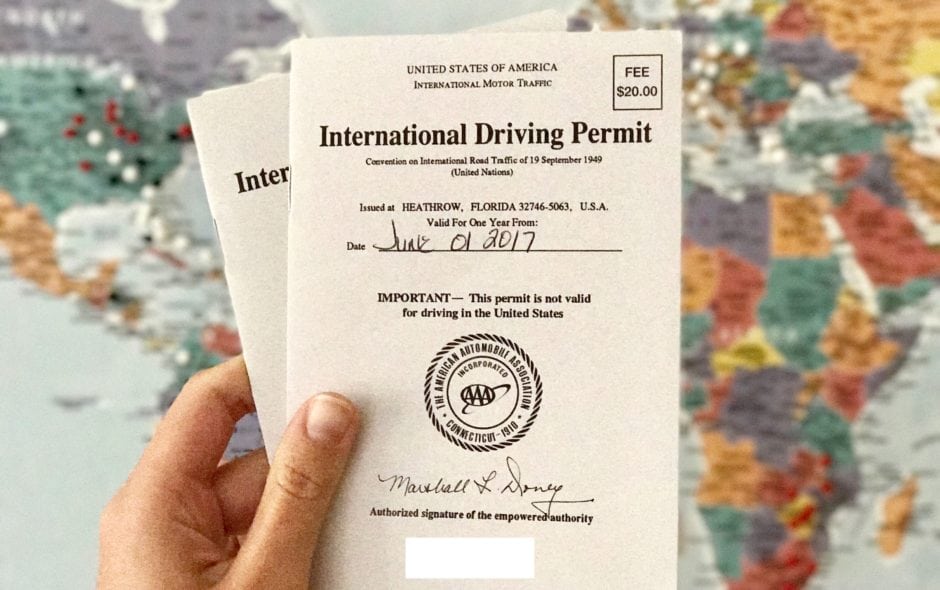 UNITED STATES OF AMERICA
INTERNATIONAL MOTOR TRAFFIC
FEE
$20.00
International Driving Permit
Convention on International Road Traffic of 19 September 1949
(United Nations)
Issued at HEATHROW, FLORIDA 32746-5063, U.S.A.
Valid For One Year From:
Date June 01 2017
IMPORTANT— This permit is not valid
for driving in the United States
THE AMERICAN AUTOMOBILE ASSOCIATION
INCORPORATED
AAA
• CONNECTICUT-1910 •
Marshall L. Doney
Authorized signature of the empowered authority
Inter